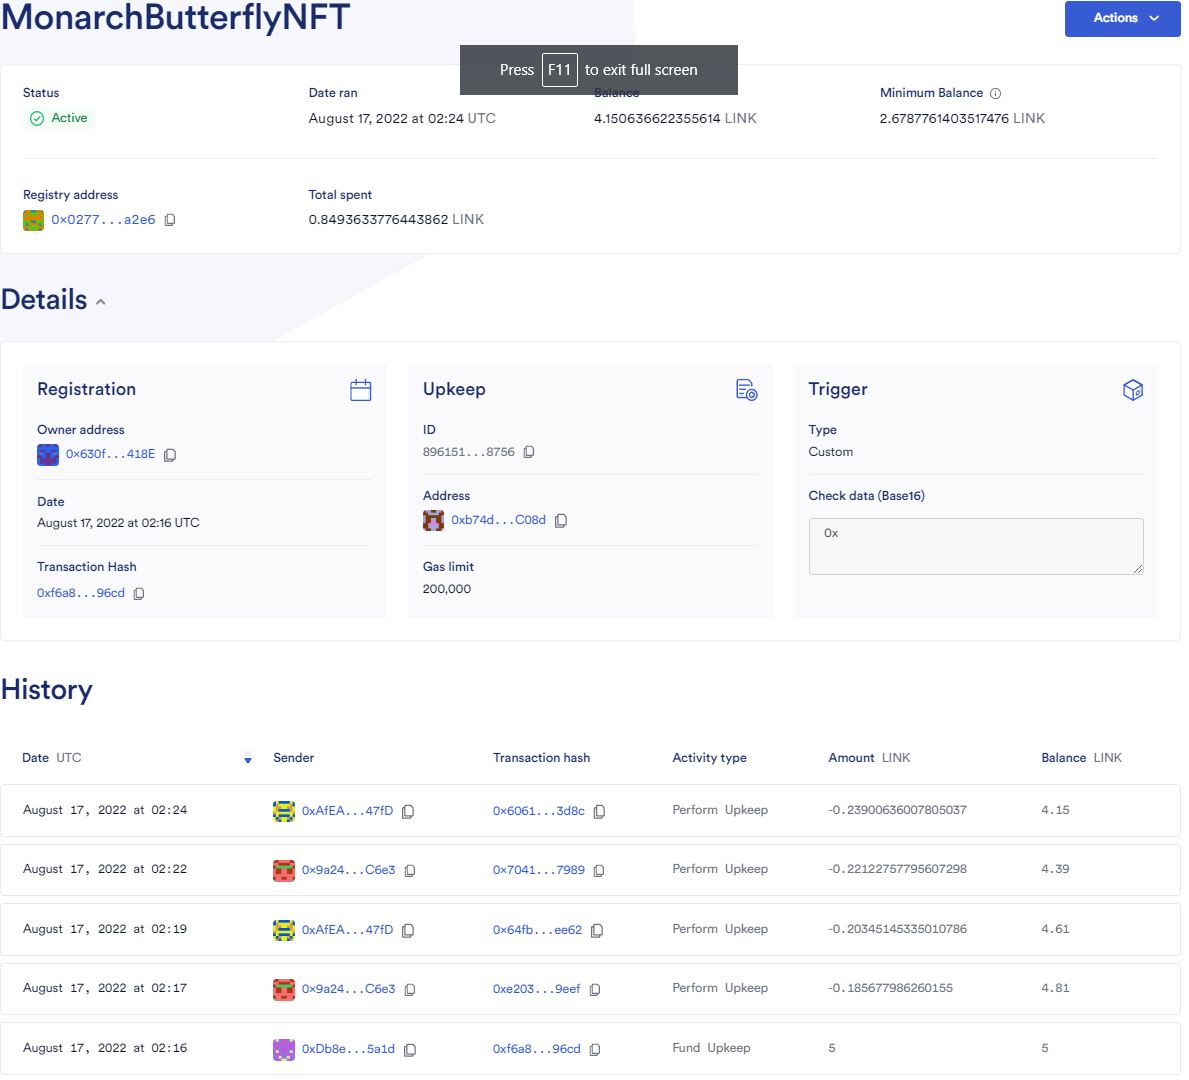 MonarchButterflyNFT
Actions
Press F11 to exit full screen
Status
Date ran
Balance
Minimum Balance
Active
August 17, 2022 at 02:24 UTC
4.150636622355614 LINK
2.6787761403517476 LINK
Registry address
Total spent
0x0277...a2e6
0.8493633776443862 LINK
Details
Registration
Owner address
0x630f...418E
Date
August 17, 2022 at 02:16 UTC
Transaction Hash
0xf6a8...96cd
Upkeep
ID
896151...8756
Address
0xb74d...C08d
Gas limit
200,000
Trigger
Type
Custom
Check data (Base16)
0x
History
Date UTC Sender Transaction hash Activity type Amount LINK Balance LINK
August 17, 2022 at 02:24 0xAfEA...47fD 0x6061...3d8c Perform Upkeep -0.23900636007805037 4.15
August 17, 2022 at 02:22 0x9a24...C6e3 0x7041...7989 Perform Upkeep -0.22122757795607298 4.39
August 17, 2022 at 02:19 0xAfEA...47fD 0x64fb...ee62 Perform Upkeep -0.20345145335010786 4.61
August 17, 2022 at 02:17 0x9a24...C6e3 0xe203...9eef Perform Upkeep -0.185677986260155 4.81
August 17, 2022 at 02:16 0xDb8e...5a1d 0xf6a8...96cd Fund Upkeep 5 5